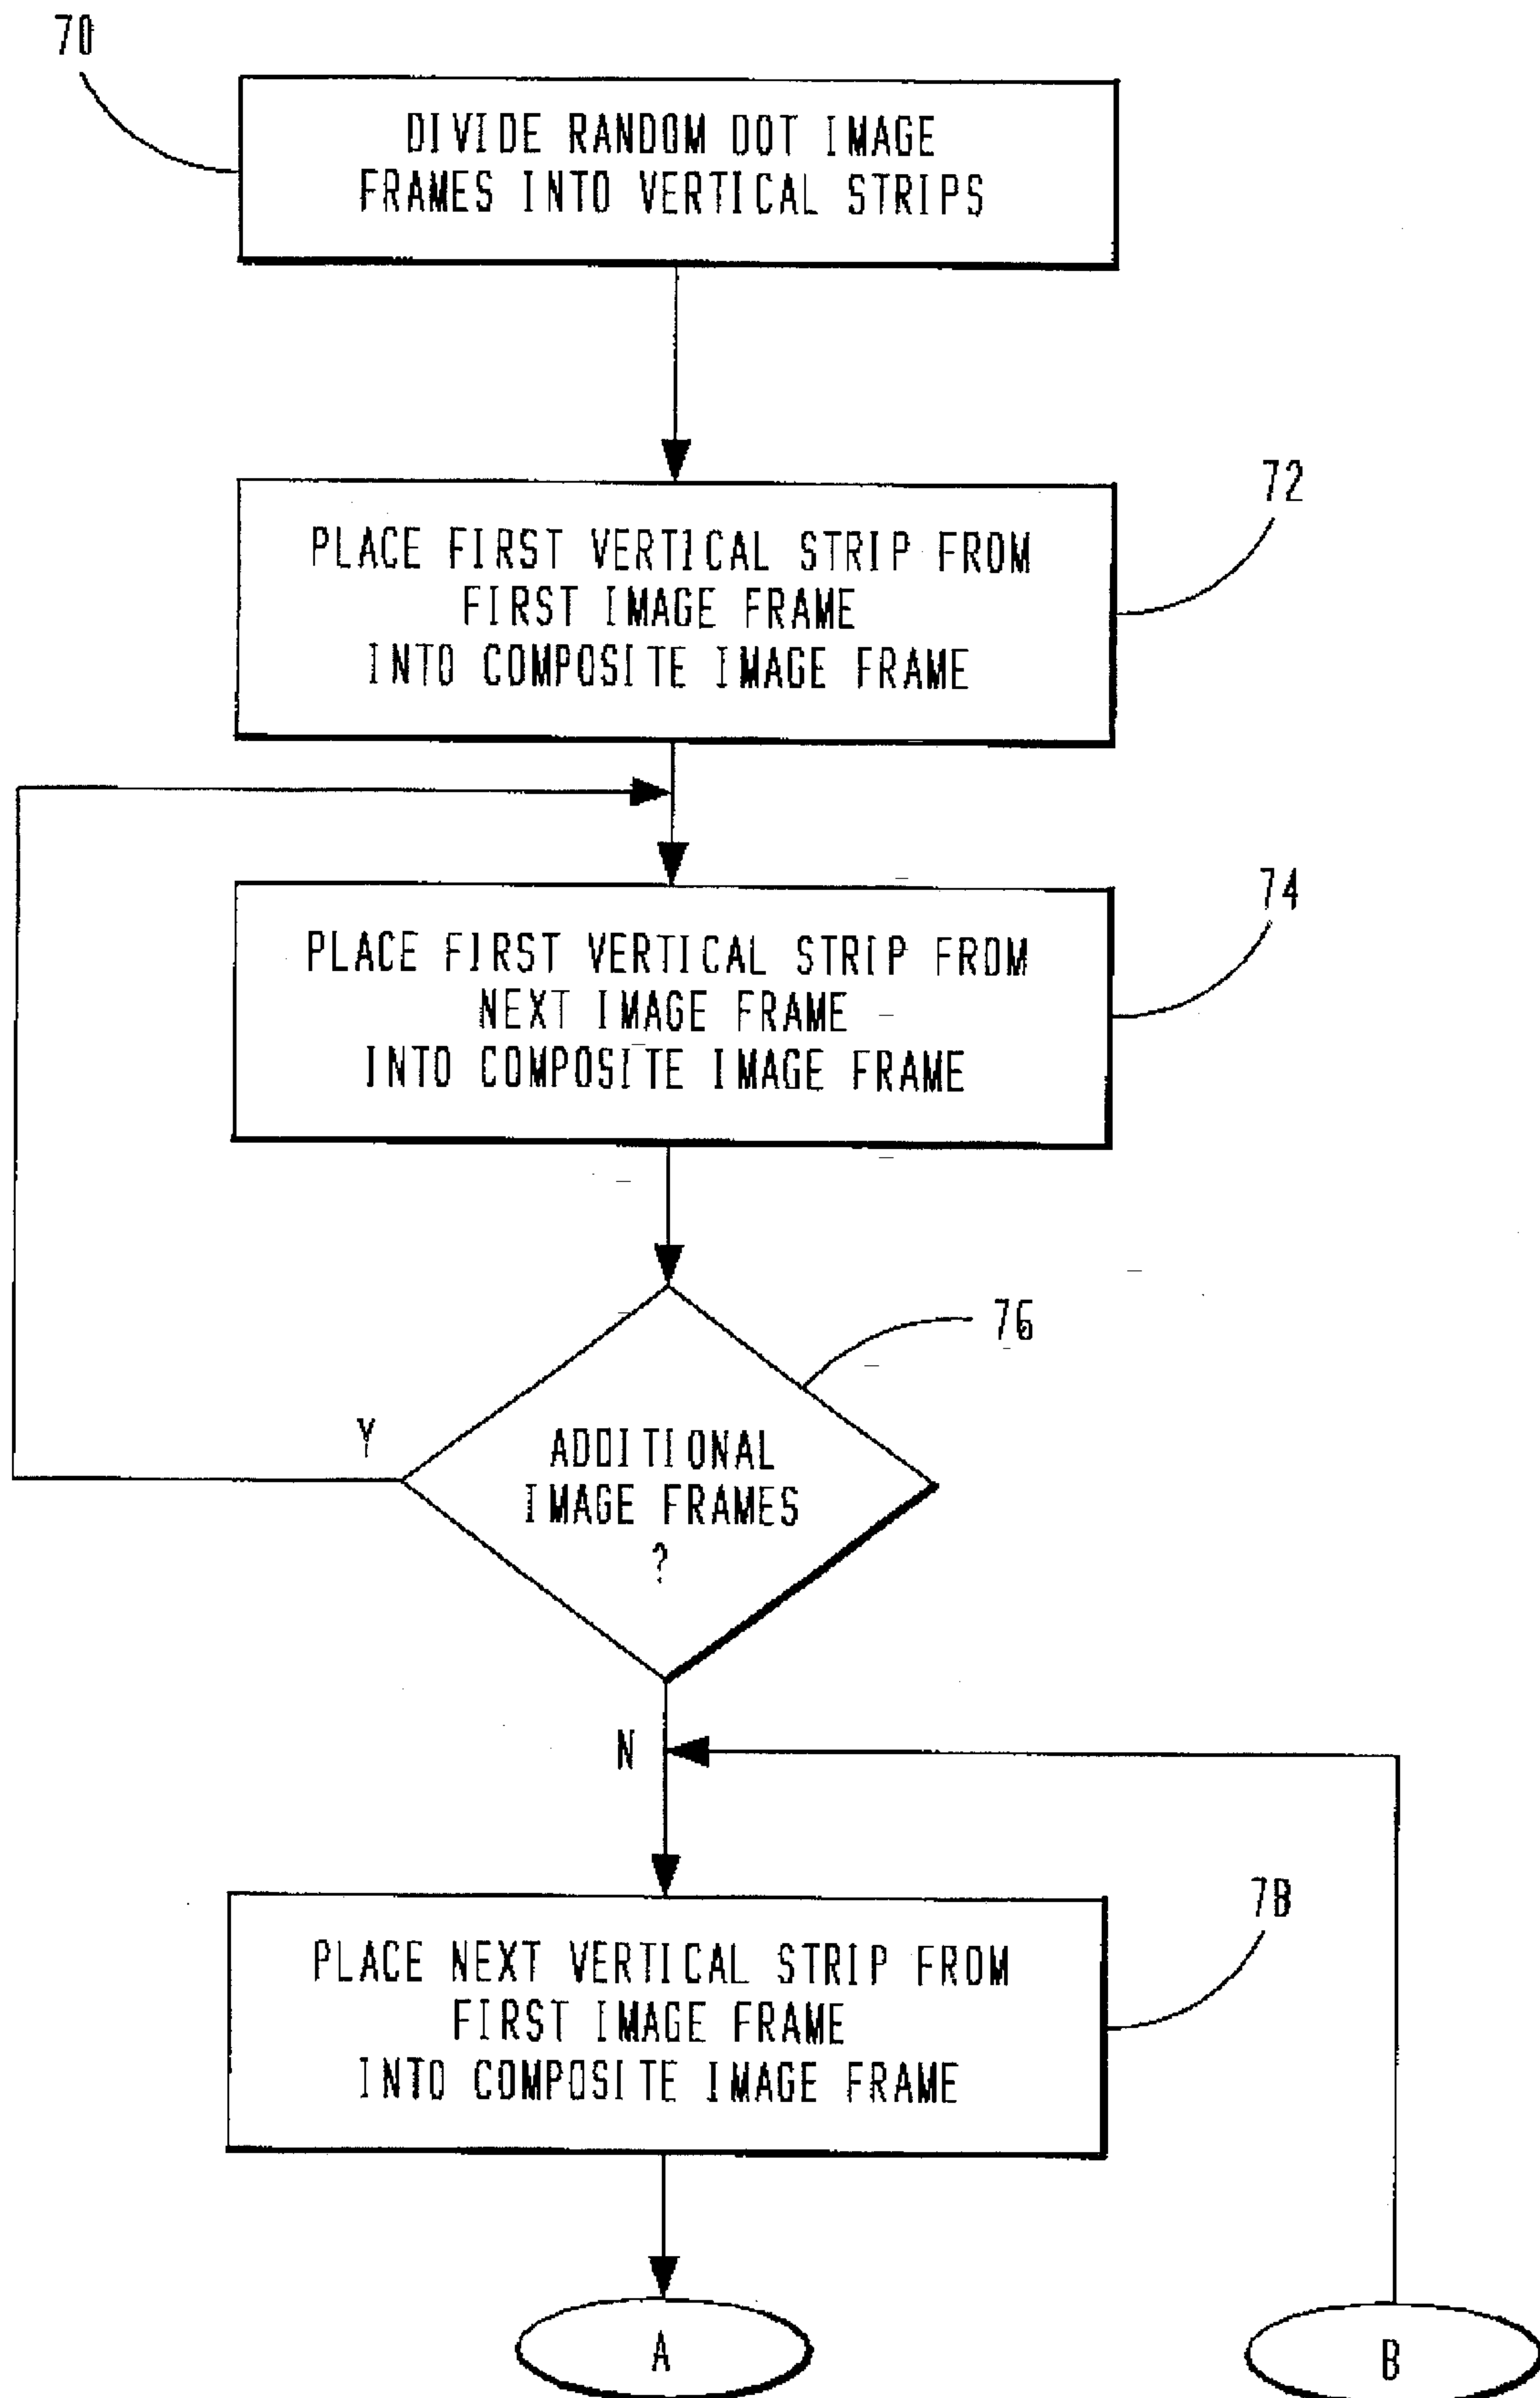 70
DIVIDE RANDOM DOT IMAGE
FRAMES INTO VERTICAL STRIPS
72
PLACE FIRST VERTICAL STRIP FROM
FIRST IMAGE FRAME
INTO COMPOSITE IMAGE FRAME
74
PLACE FIRST VERTICAL STRIP FROM
NEXT IMAGE FRAME
INTO COMPOSITE IMAGE FRAME
76
Y
ADDITIONAL
IMAGE FRAMES
?
N
78
PLACE NEXT VERTICAL STRIP FROM
FIRST IMAGE FRAME
INTO COMPOSITE IMAGE FRAME
A
B